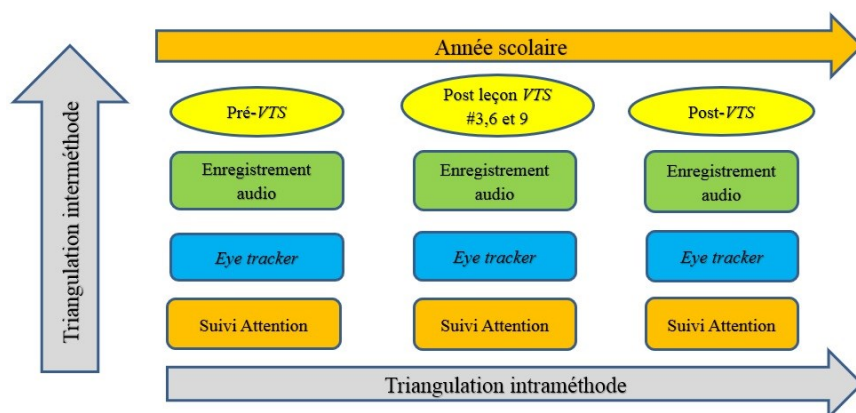 Année scolaire
Triangulation interméthode
Pré-VTS
Post leçon VTS
#3,6 et 9
Post-VTS
Enregistrement
audio
Enregistrement
audio
Enregistrement
audio
Eye tracker
Eye tracker
Eye tracker
Suivi Attention
Suivi Attention
Suivi Attention
Triangulation intraméthode